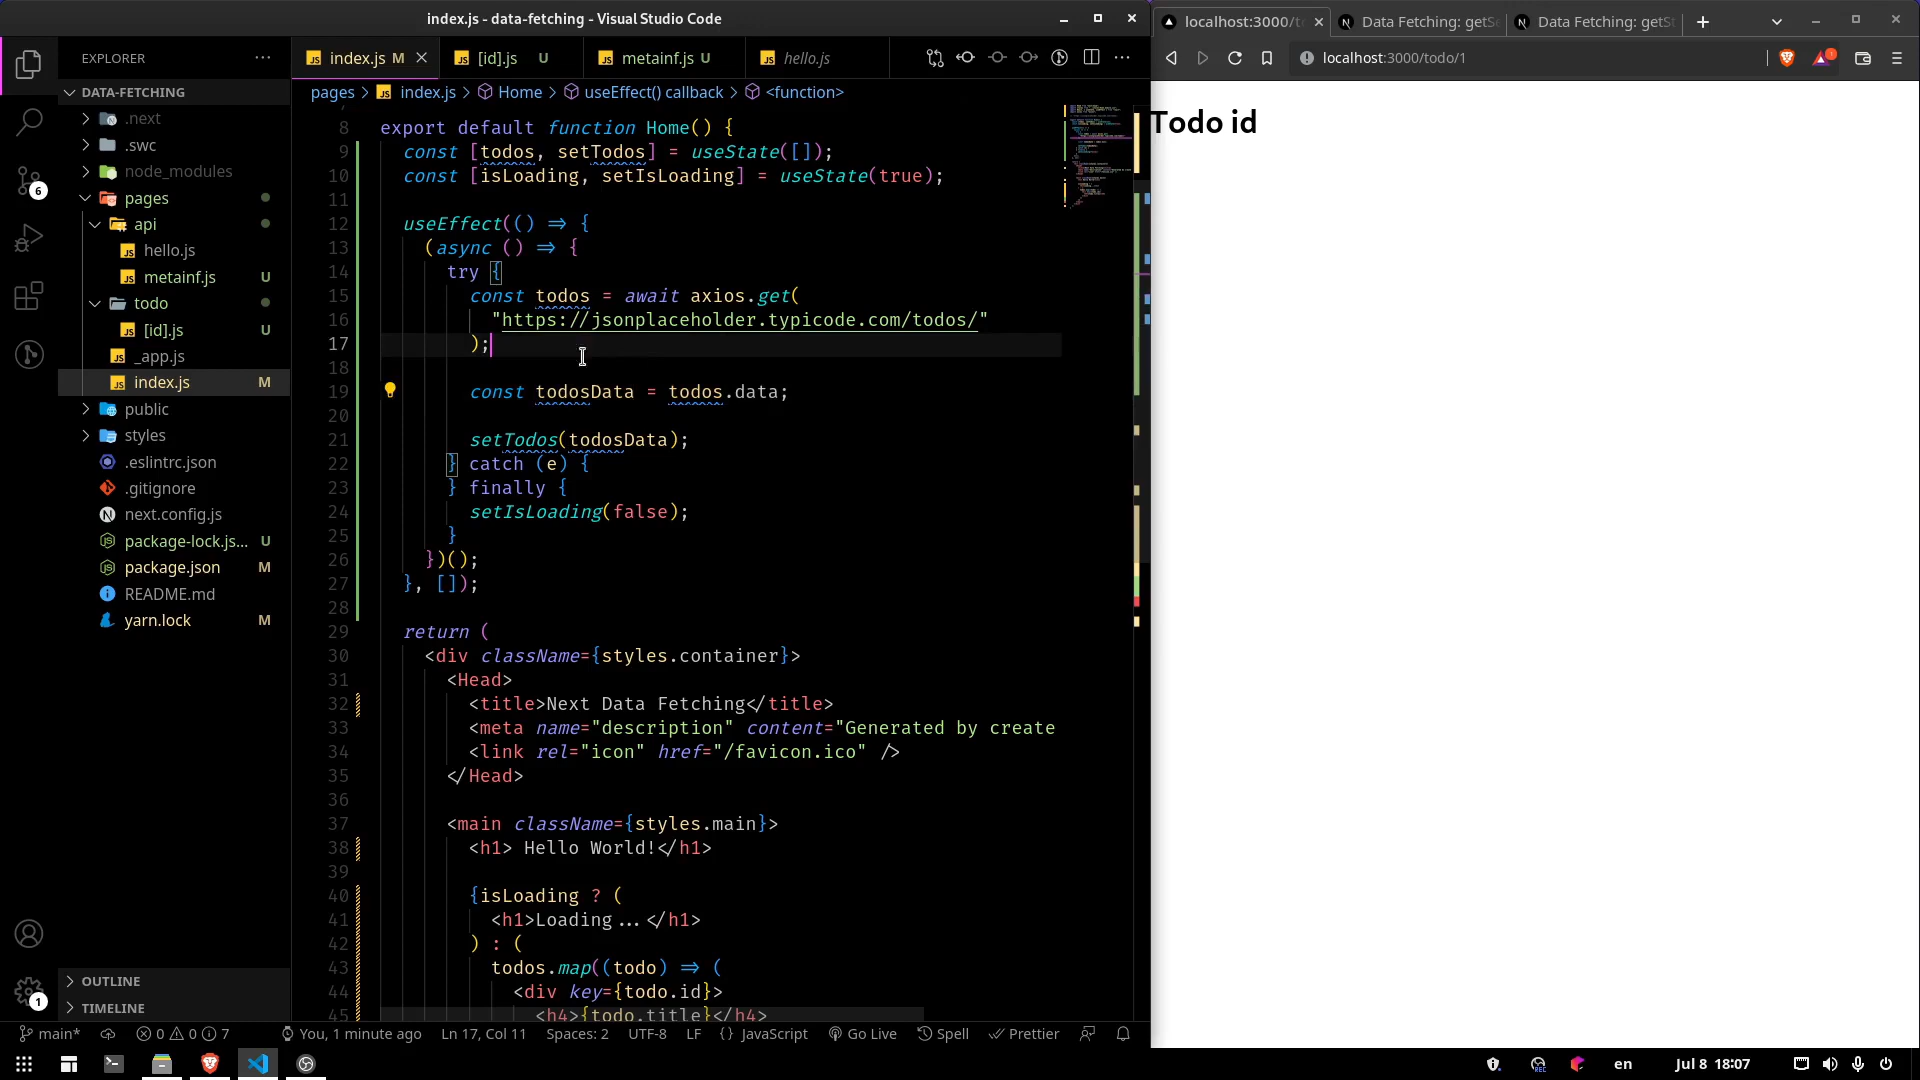 index.js - data-fetching - Visual Studio Code
EXPLORER
DATA-FETCHING
.next
.swc
node_modules
pages
api
hello.js
metainf.js U
todo
[id].js U
_app.js
index.js M
public
styles
.eslintrc.json
.gitignore
next.config.js
package-lock.js... U
package.json M
README.md
yarn.lock M
OUTLINE
TIMELINE
6
1
index.js M
[id].js U
metainf.js U
hello.js
pages > index.js > Home > useEffect() callback > <function>
8 export default function Home() {
9 const [todos, setTodos] = useState([]);
10 const [isLoading, setIsLoading] = useState(true);
11
12 useEffect(() => {
13 (async () => {
14 try {
15 const todos = await axios.get(
16 "https://jsonplaceholder.typicode.com/todos/"
17 );
18
19 const todosData = todos.data;
20
21 setTodos(todosData);
22 } catch (e) {
23 } finally {
24 setIsLoading(false);
25 }
26 })();
27 }, []);
28
29 return (
30 <div className={styles.container}>
31 <Head>
32 <title>Next Data Fetching</title>
33 <meta name="description" content="Generated by create
34 <link rel="icon" href="/favicon.ico" />
35 </Head>
36
37 <main className={styles.main}>
38 <h1> Hello World!</h1>
39
40 {isLoading ? (
41 <h1>Loading...</h1>
42 ) : (
43 todos.map((todo) => (
44 <div key={todo.id}>
45 <h4>{todo.title}</h4>
main* 0 0 7 You, 1 minute ago Ln 17, Col 11 Spaces: 2 UTF-8 LF {} JavaScript Go Live Spell Prettier
localhost:3000/t
Data Fetching: getS
Data Fetching: getSt
localhost:3000/todo/1
1
Todo id
REC
en
Jul 8 18:07